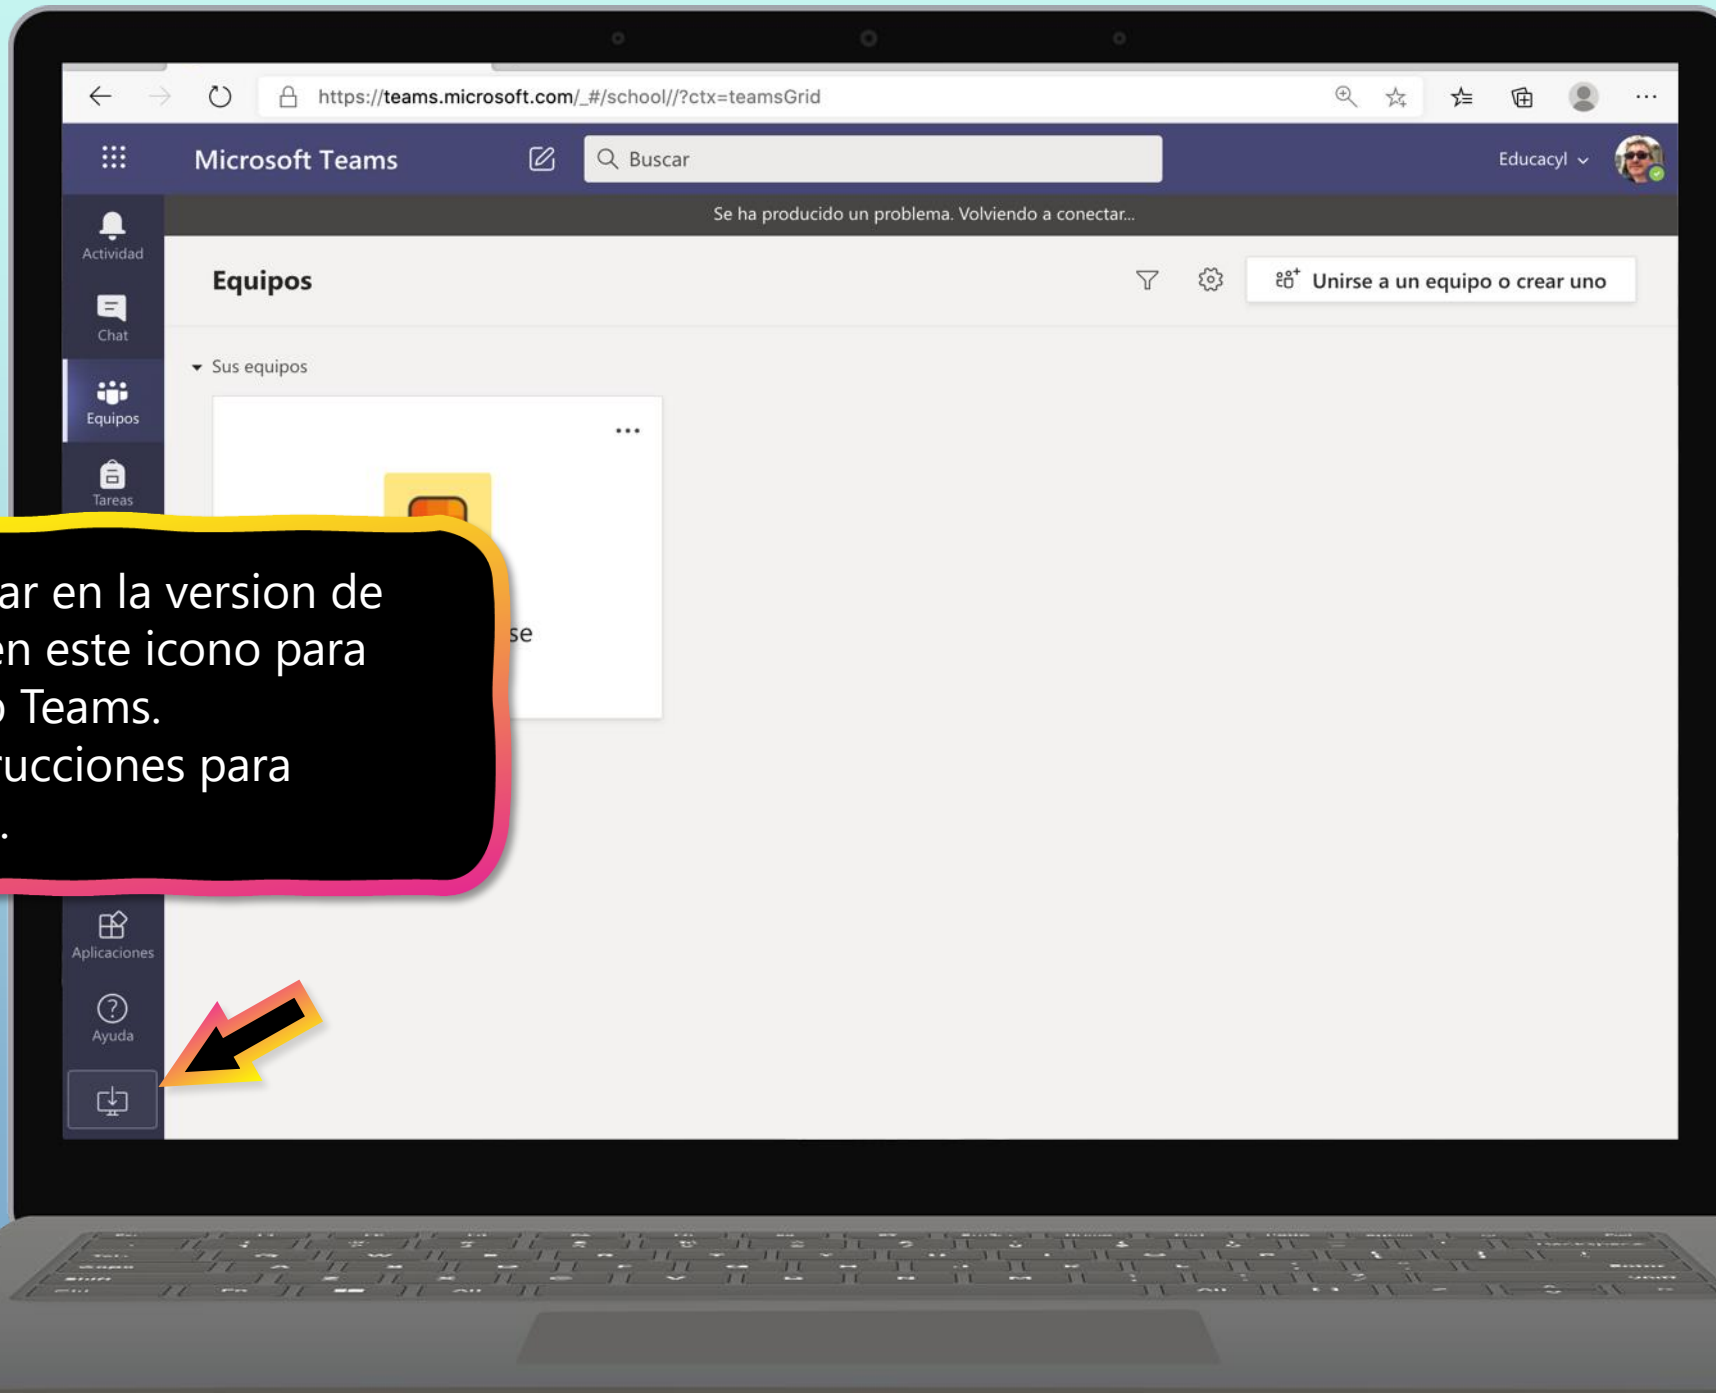 https://teams.microsoft.com/_#/school//?ctx=teamsGrid
Microsoft Teams
Buscar
Educacyl
Se ha producido un problema. Volviendo a conectar...
Actividad
Equipos
Unirse a un equipo o crear uno
Chat
Sus equipos
Equipos
Tareas
ar en la version de
en este icono para
o Teams.
rucciones para
.
se
Aplicaciones
Ayuda